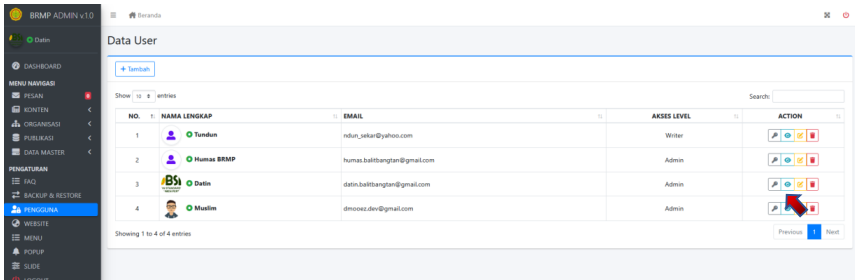 BRMP ADMIN v.1.0
Beranda
Datin
Data User
DASHBOARD
+ Tambah
MENU NAVIGASI
PESAN
Show 10 entries
Search:
KONTEN
ORGANISASI
PUBLIKASI
DATA MASTER
NO. NAMA LENGKAP EMAIL AKSES LEVEL ACTION
1 Tundun ndun_sekar@yahoo.com Writer
2 Humas BRMP humas.balitbangtan@gmail.com Admin
3 Datin datin.balitbangtan@gmail.com Admin
4 Muslim dmooez.dev@gmail.com Admin
PENGATURAN
FAQ
BACKUP & RESTORE
PENGGUNA
WEBSITE
MENU
POPUP
SLIDE
LOGOUT
Showing 1 to 4 of 4 entries
Previous 1 Next